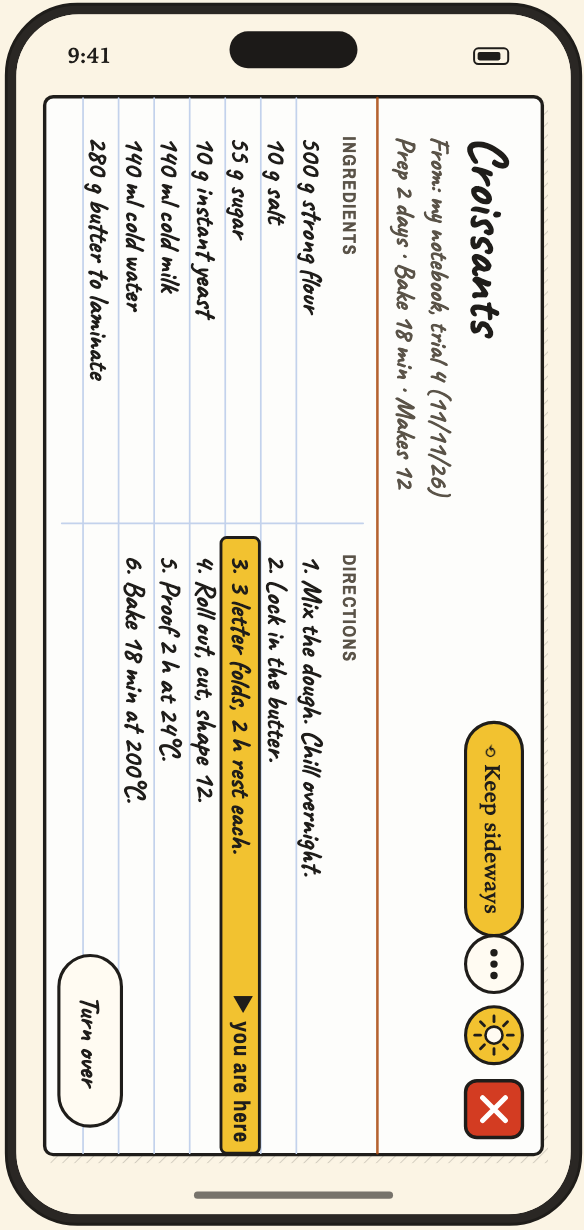 9:41
Croissants
From: my notebook, trial 4 (11/11/26)
Prep 2 days · Bake 18 min · Makes 12
⟲ Keep sideways
INGREDIENTS
500 g strong flour
10 g salt
55 g sugar
10 g instant yeast
140 ml cold milk
140 ml cold water
280 g butter to laminate
DIRECTIONS
1. Mix the dough. Chill overnight.
2. Lock in the butter.
3. 3 letter folds, 2 h rest each.
▶ you are here
4. Roll out, cut, shape 12.
5. Proof 2 h at 24°C.
6. Bake 18 min at 200°C.
Turn over